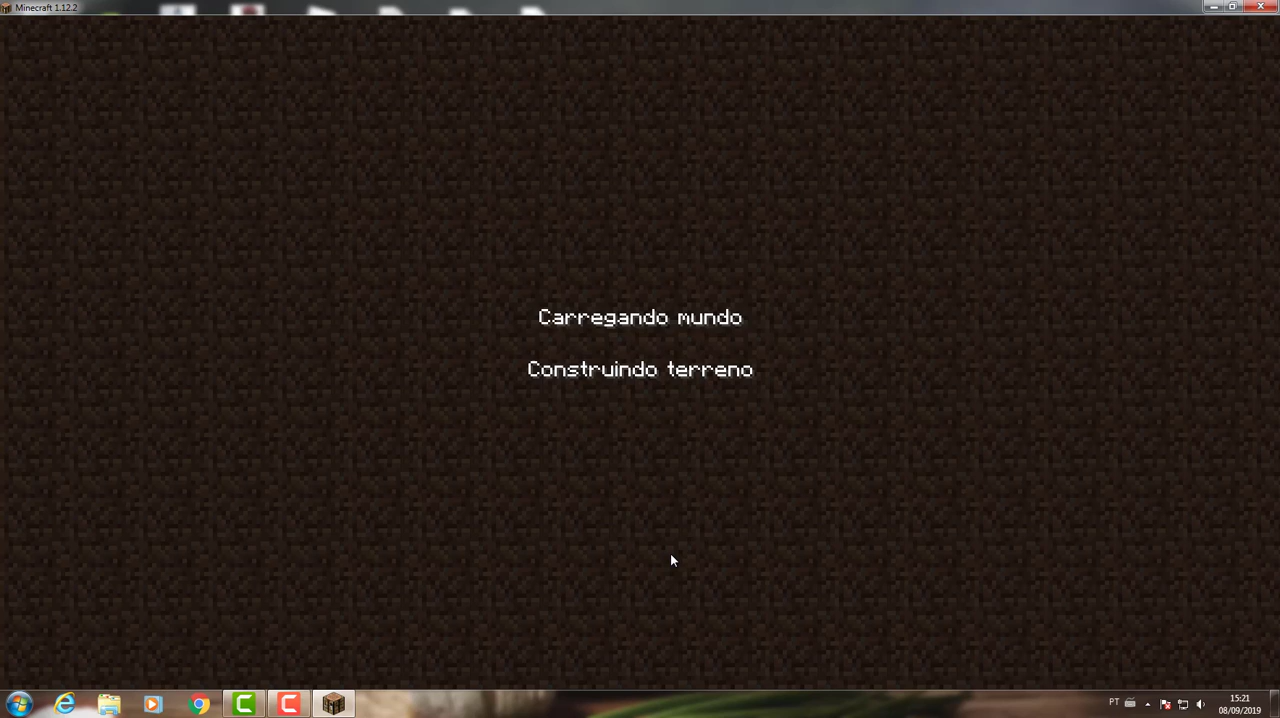 Minecraft 1.12.2
Carregando mundo
Construindo terreno
PT
15:21
08/09/2019